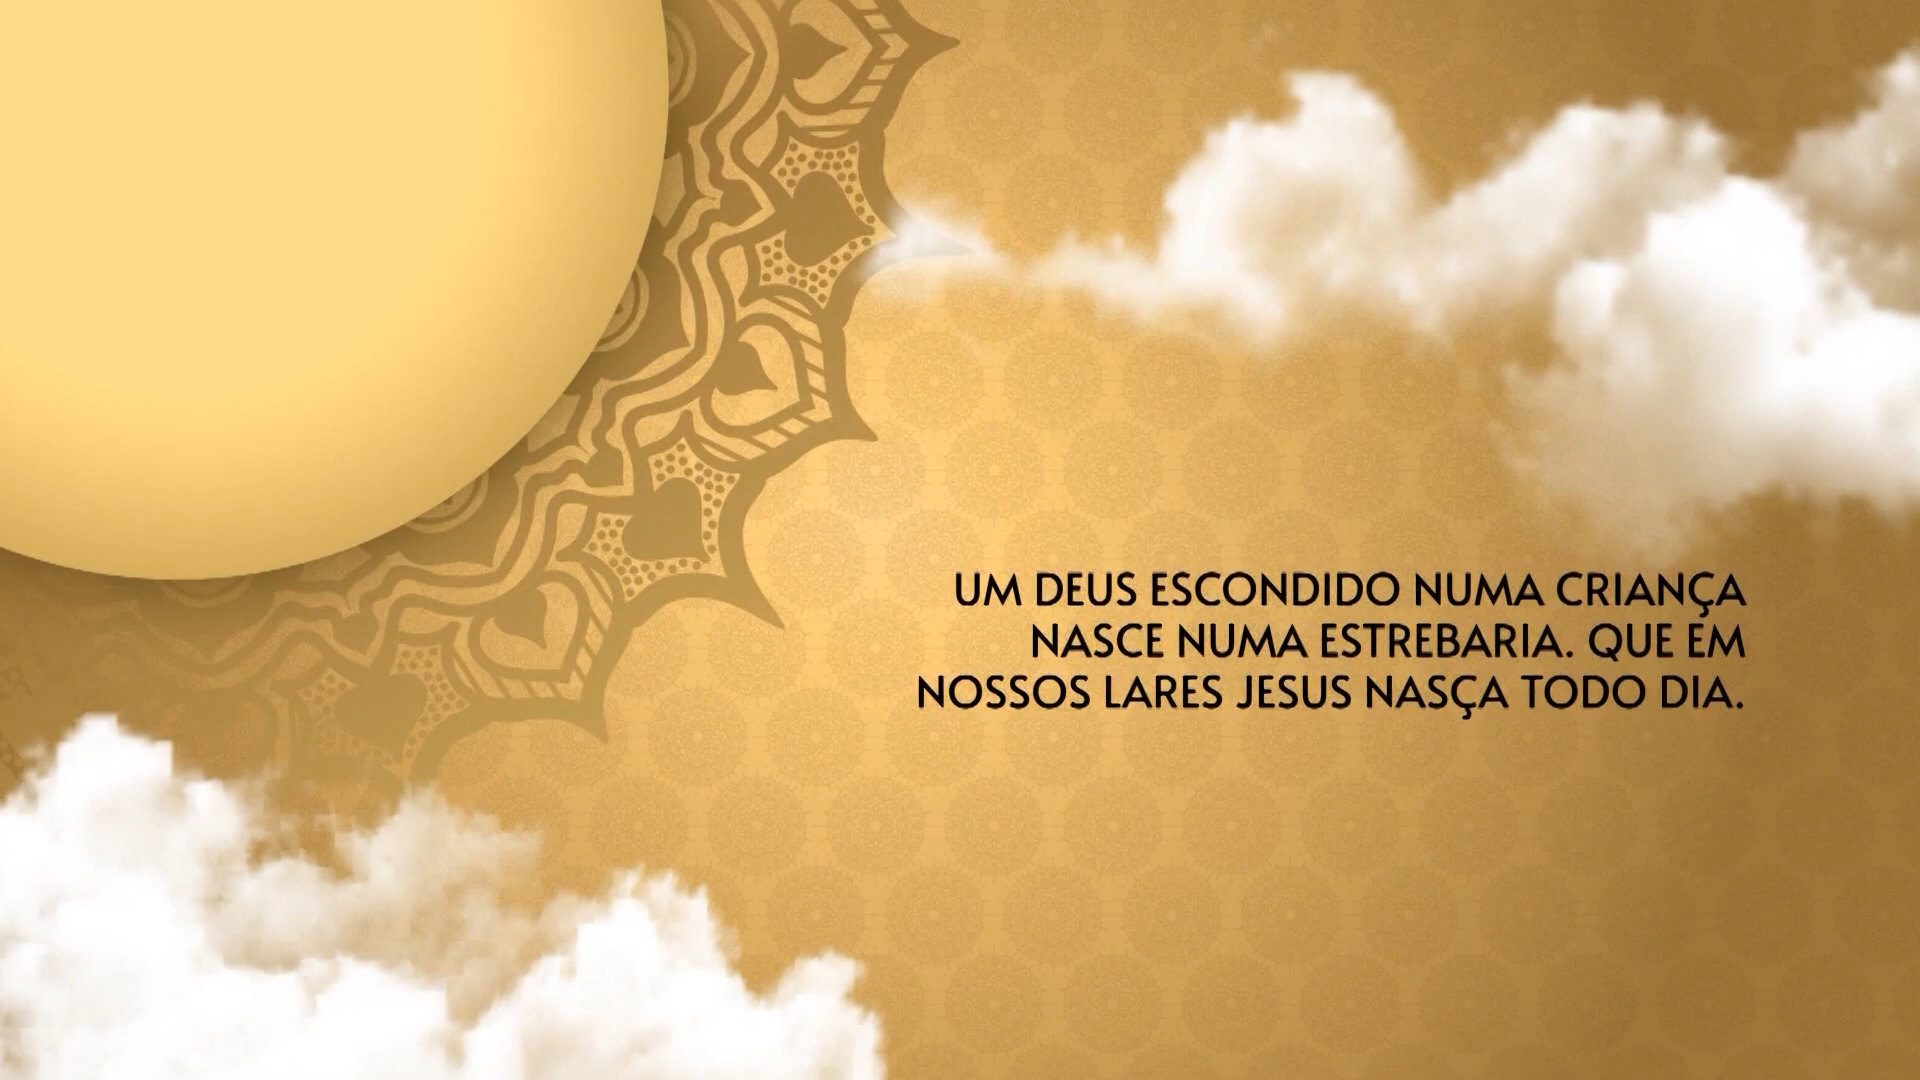 UM DEUS ESCONDIDO NUMA CRIANÇA
NASCE NUMA ESTREBARIA. QUE EM
NOSSOS LARES JESUS NASÇA TODO DIA.